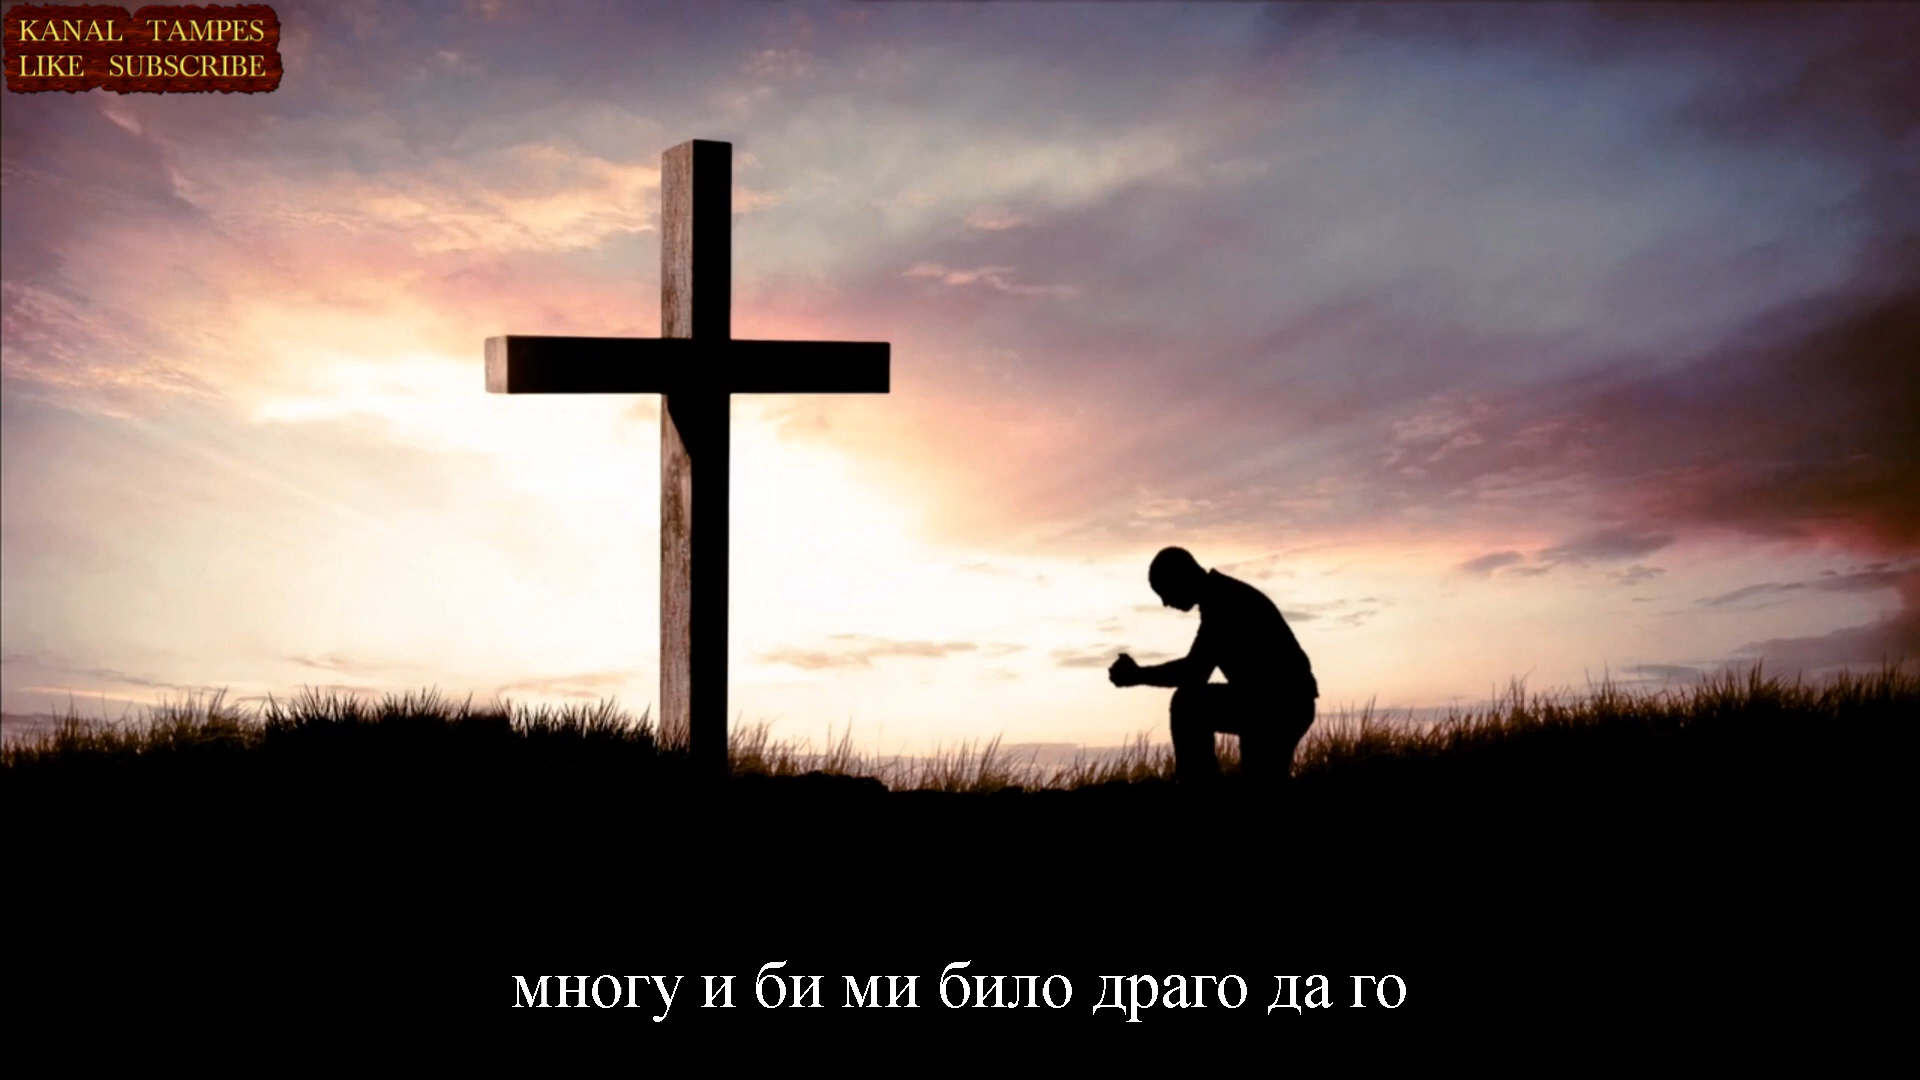 KANAL TAMPES
LIKE SUBSCRIBE
многу и би ми било драго да го